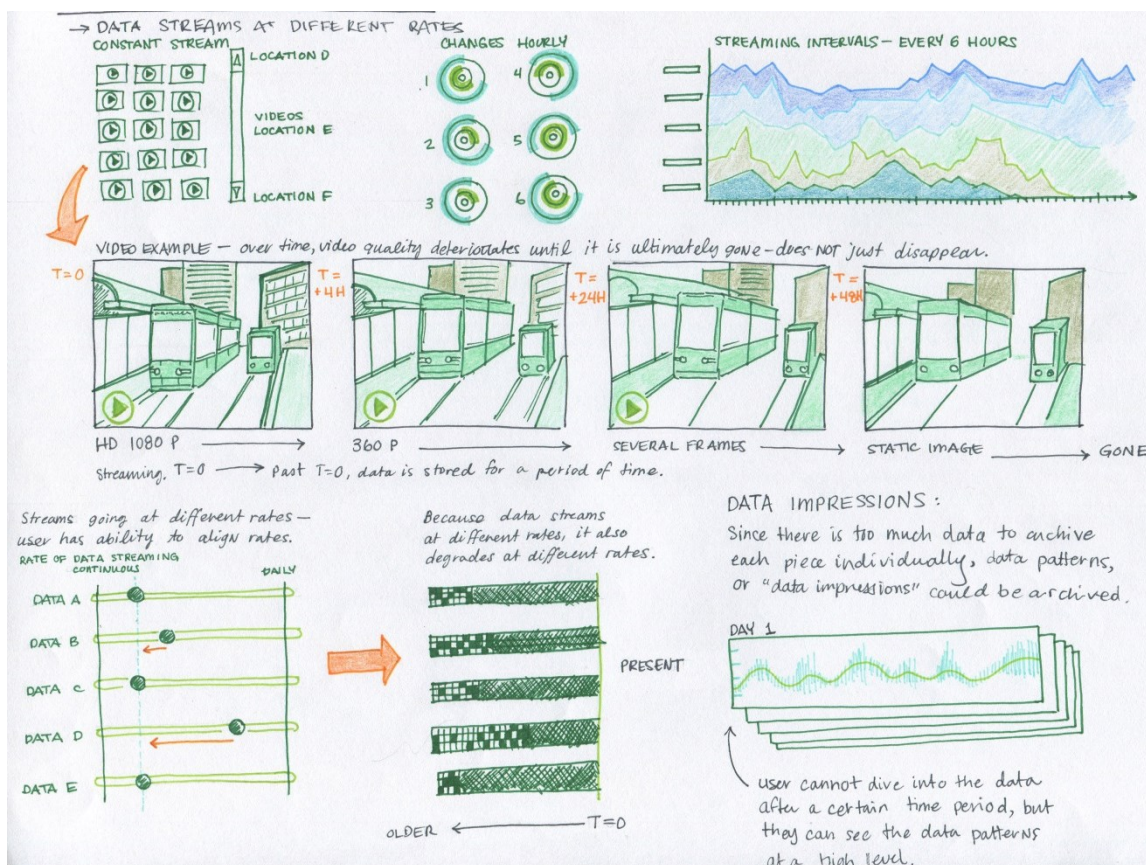 → DATA STREAMS AT DIFFERENT RATES
CONSTANT STREAM
LOCATION D
VIDEOS
LOCATION E
LOCATION F
CHANGES HOURLY
1
4
2
5
3
6
STREAMING INTERVALS – EVERY 6 HOURS
VIDEO EXAMPLE – over time, video quality deteriorates until it is ultimately gone – does NOT just disappear.
T=0
T=
+4H
T=
+24H
T=
+48H
HD 1080 P
360 P
SEVERAL FRAMES
STATIC IMAGE
GONE
Streaming, T=0 → Past T=0, data is stored for a period of time.
Streams going at different rates –
user has ability to align rates.
RATE OF DATA STREAMING
CONTINUOUS
DAILY
DATA A
DATA B
DATA C
DATA D
DATA E
Because data streams
at different rates, it also
degrades at different rates.
PRESENT
OLDER ← T=0
DATA IMPRESSIONS:
Since there is too much data to archive
each piece individually, data patterns,
or "data impressions" could be archived.
DAY 1
user cannot dive into the data
after a certain time period, but
they can see the data patterns
at a high level.